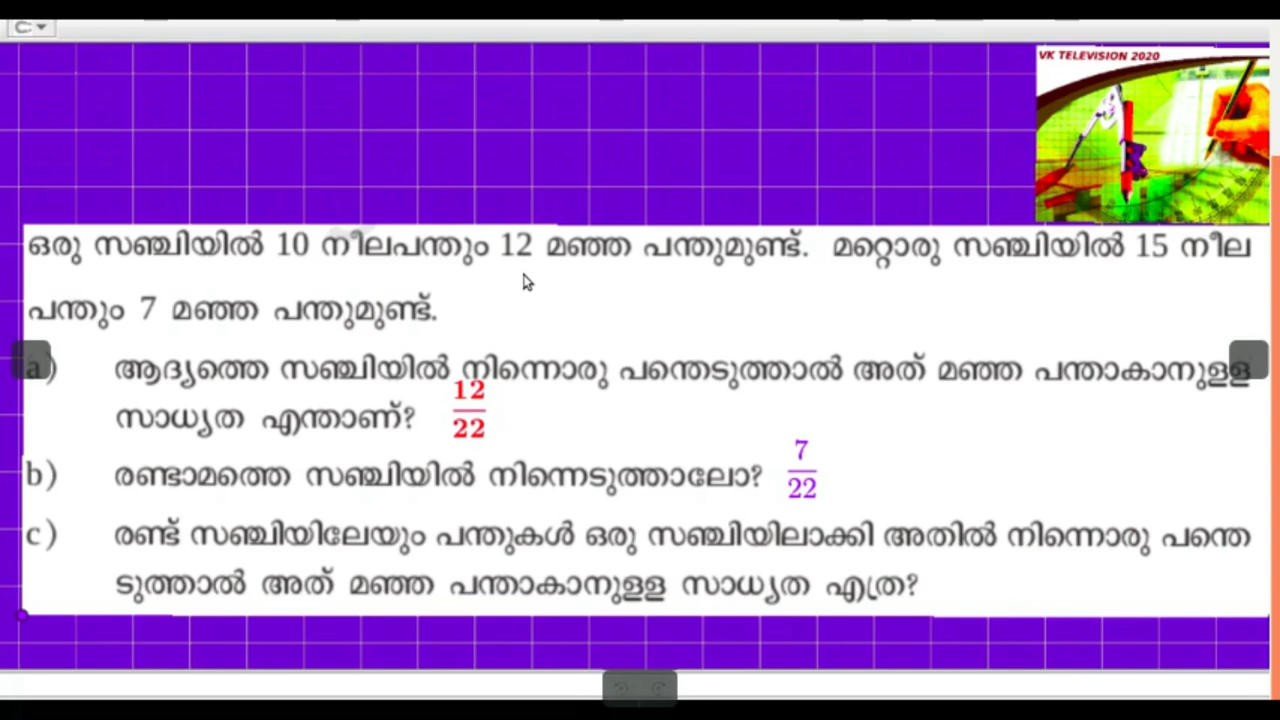 VK TELEVISION 2020
ഒരു സഞ്ചിയിൽ 10 നീലപന്തും 12 മഞ്ഞ പന്തുമുണ്ട്. മറ്റൊരു സഞ്ചിയിൽ 15 നീല
പന്തും 7 മഞ്ഞ പന്തുമുണ്ട്.
a) ആദ്യത്തെ സഞ്ചിയിൽ നിന്നൊരു പന്തെടുത്താൽ അത് മഞ്ഞ പന്താകാനുള്ള
സാധ്യത എന്താണ്? 12/22
b) രണ്ടാമത്തെ സഞ്ചിയിൽ നിന്നെടുത്താലോ? 7/22
c) രണ്ട് സഞ്ചിയിലേയും പന്തുകൾ ഒരു സഞ്ചിയിലാക്കി അതിൽ നിന്നൊരു പന്തെ
ടുത്താൽ അത് മഞ്ഞ പന്താകാനുള്ള സാധ്യത എത്ര?